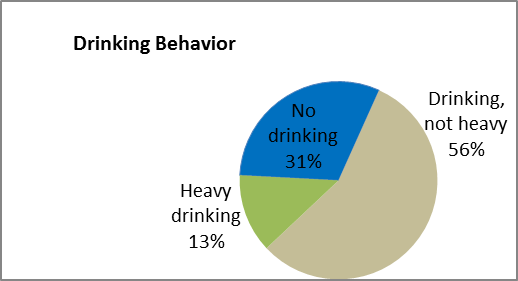 Drinking Behavior
Drinking,
not heavy
56%
No
drinking
31%
Heavy
drinking
13%